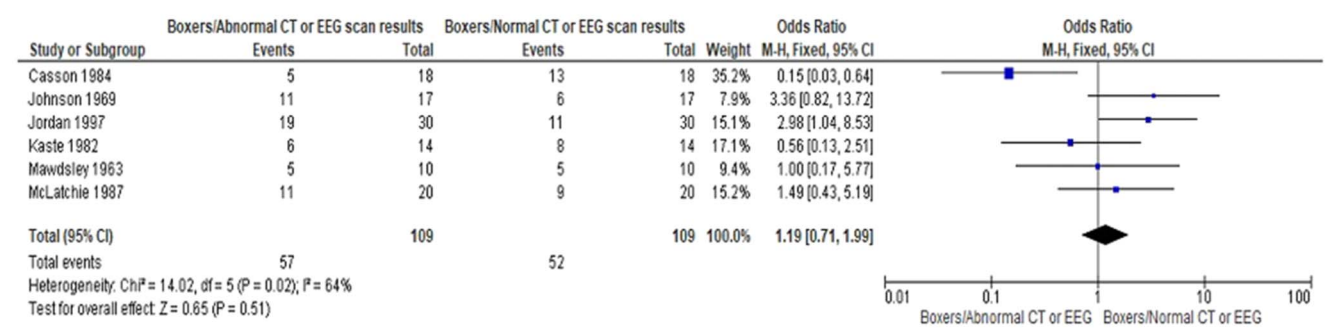 Boxers/Abnormal CT or EEG scan results Boxers/Normal CT or EEG scan results Odds Ratio Odds Ratio
Study or Subgroup Events Total Events Total Weight M-H, Fixed, 95% CI M-H, Fixed, 95% CI
Casson 1984 5 18 13 18 35.2% 0.15 [0.03, 0.64]
Johnson 1969 11 17 6 17 7.9% 3.36 [0.82, 13.72]
Jordan 1997 19 30 11 30 15.1% 2.98 [1.04, 8.53]
Kaste 1982 6 14 8 14 17.1% 0.56 [0.13, 2.51]
Mawdsley 1963 5 10 5 10 9.4% 1.00 [0.17, 5.77]
McLatchie 1987 11 20 9 20 15.2% 1.49 [0.43, 5.19]
Total (95% CI) 109 109 100.0% 1.19 [0.71, 1.99]
Total events 57 52
Heterogeneity: Chi² = 14.02, df = 5 (P = 0.02); I² = 64%
Test for overall effect: Z = 0.65 (P = 0.51)
0.01 0.1 1 10 100
Boxers/Abnormal CT or EEG Boxers/Normal CT or EEG